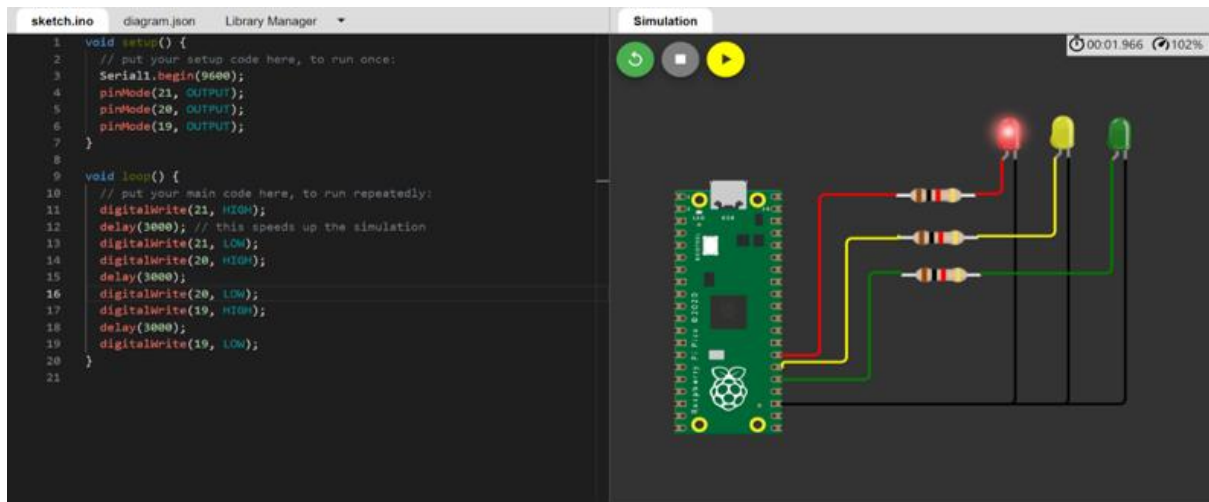 sketch.ino diagram.json Library Manager
1 void setup() {
2 // put your setup code here, to run once:
3 Serial1.begin(9600);
4 pinMode(21, OUTPUT);
5 pinMode(20, OUTPUT);
6 pinMode(19, OUTPUT);
7 }
8
9 void loop() {
10 // put your main code here, to run repeatedly:
11 digitalWrite(21, HIGH);
12 delay(3000); // this speeds up the simulation
13 digitalWrite(21, LOW);
14 digitalWrite(20, HIGH);
15 delay(3000);
16 digitalWrite(20, LOW);
17 digitalWrite(19, HIGH);
18 delay(3000);
19 digitalWrite(19, LOW);
20 }
21
Simulation
00:01.966 102%
LED USB
BOOTSEL
Raspberry Pi Pico ©2020